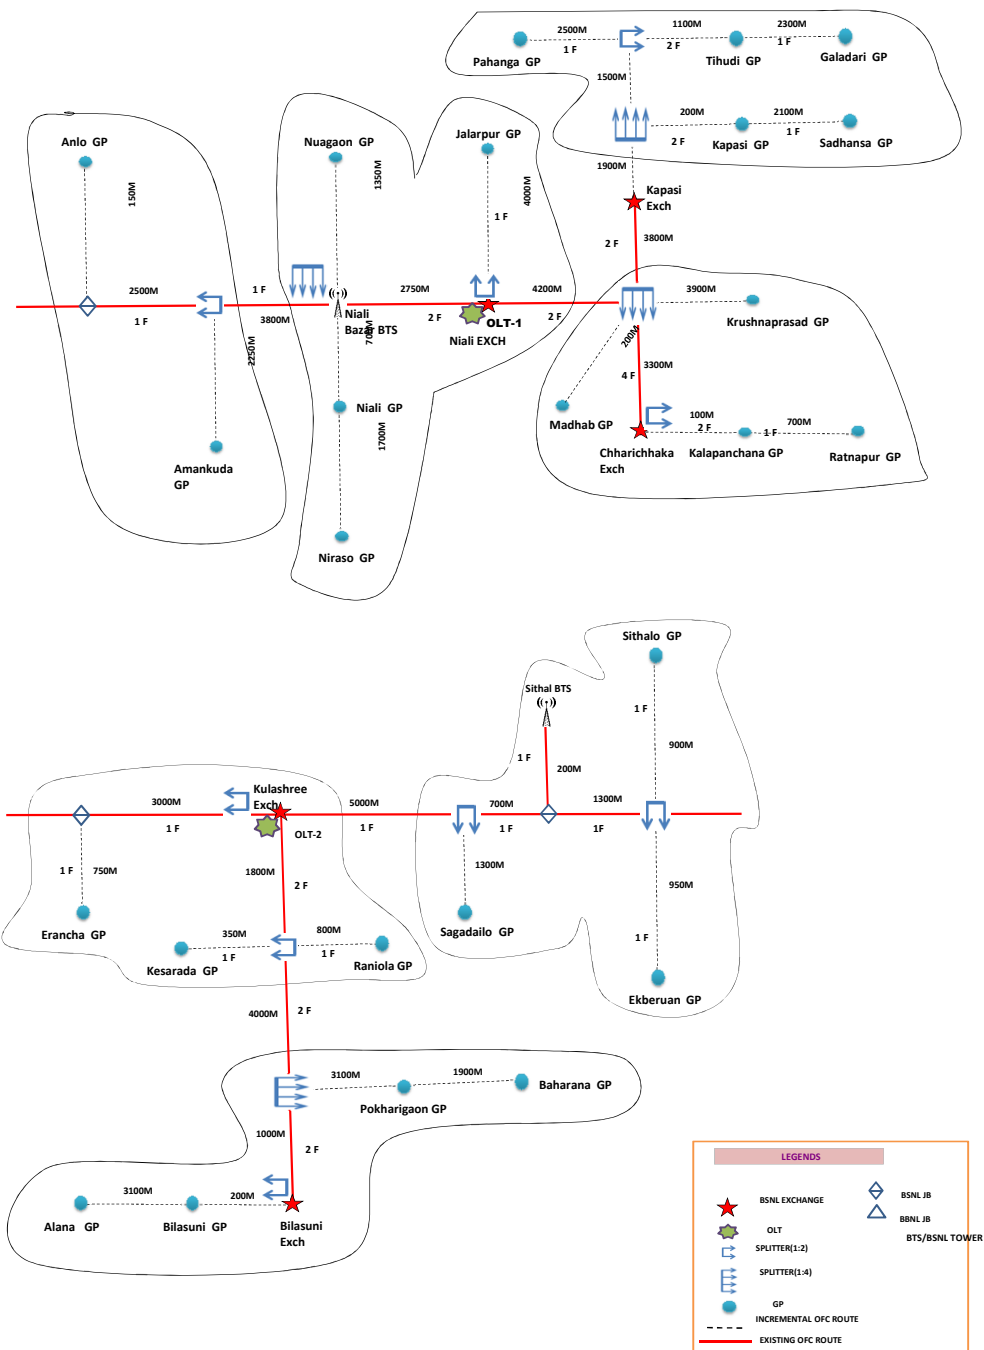 2500M
1 F
Pahanga GP
1100M
2 F
Tihudi GP
2300M
1 F
Galadari GP
1500M
200M
2 F
Kapasi GP
2100M
1 F
Sadhansa GP
1900M
Kapasi
Exch
2 F
3800M
Anlo GP
150M
2500M
1 F
1 F
3800M
2250M
Amankuda
GP
Nuagaon GP
1350M
Niali
Bazar BTS
700M
Niali GP
1700M
Niraso GP
2750M
2 F
Jalarpur GP
4000M
1 F
OLT-1
Niali EXCH
4200M
2 F
3900M
Krushnaprasad GP
200M
Madhab GP
3300M
4 F
Chharichhaka
Exch
100M
2 F
Kalapanchana GP
700M
1 F
Ratnapur GP
Sithalo GP
1 F
900M
Sithal BTS
1 F
200M
Kulashree
Exch
OLT-2
3000M
1 F
1 F
750M
Erancha GP
5000M
1 F
700M
1 F
1300M
1F
1300M
Sagadailo GP
950M
1 F
Ekberuan GP
1800M
2 F
350M
1 F
Kesarada GP
800M
1 F
Raniola GP
4000M
2 F
3100M
Pokharigaon GP
1900M
Baharana GP
1000M
2 F
3100M
Alana GP
200M
Bilasuni GP
Bilasuni
Exch
LEGENDS
BSNL EXCHANGE
BSNL JB
BBNL JB
OLT
BTS/BSNL TOWER
SPLITTER(1:2)
SPLITTER(1:4)
GP
INCREMENTAL OFC ROUTE
EXISTING OFC ROUTE